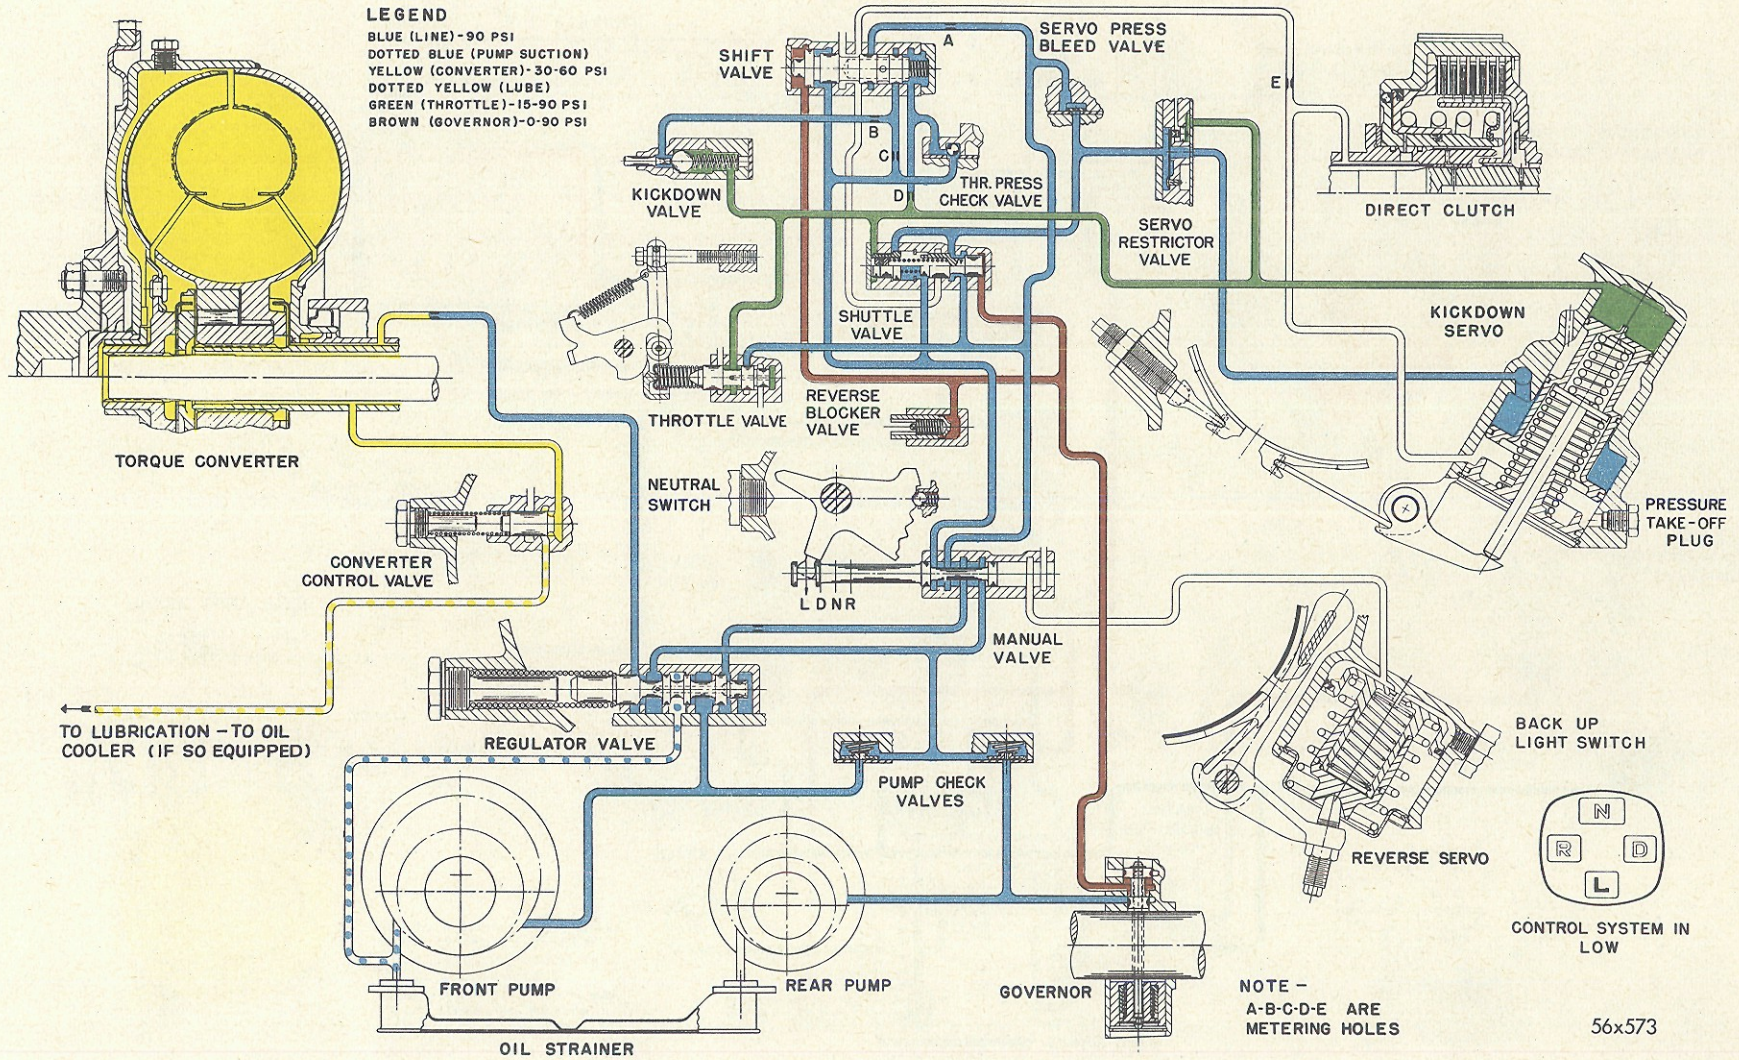 LEGEND
BLUE (LINE)-90 PSI
DOTTED BLUE (PUMP SUCTION)
YELLOW (CONVERTER)-30-60 PSI
DOTTED YELLOW (LUBE)
GREEN (THROTTLE)-15-90 PSI
BROWN (GOVERNOR)-0-90 PSI
SHIFT
VALVE
A
SERVO PRESS
BLEED VALVE
E
B
C
D
KICKDOWN
VALVE
THR. PRESS
CHECK VALVE
DIRECT CLUTCH
SERVO
RESTRICTOR
VALVE
SHUTTLE
VALVE
KICKDOWN
SERVO
THROTTLE VALVE
REVERSE
BLOCKER
VALVE
TORQUE CONVERTER
NEUTRAL
SWITCH
PRESSURE
TAKE-OFF
PLUG
CONVERTER
CONTROL VALVE
L D N R
MANUAL
VALVE
TO LUBRICATION - TO OIL
COOLER (IF SO EQUIPPED)
REGULATOR VALVE
BACK UP
LIGHT SWITCH
PUMP CHECK
VALVES
REVERSE SERVO
N
R
D
L
CONTROL SYSTEM IN
LOW
FRONT PUMP
REAR PUMP
GOVERNOR
NOTE -
A-B-C-D-E ARE
METERING HOLES
56x573
OIL STRAINER